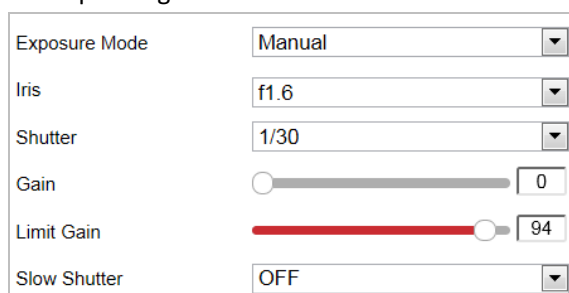 Exposure Mode Manual
Iris f1.6
Shutter 1/30
Gain 0
Limit Gain 94
Slow Shutter OFF